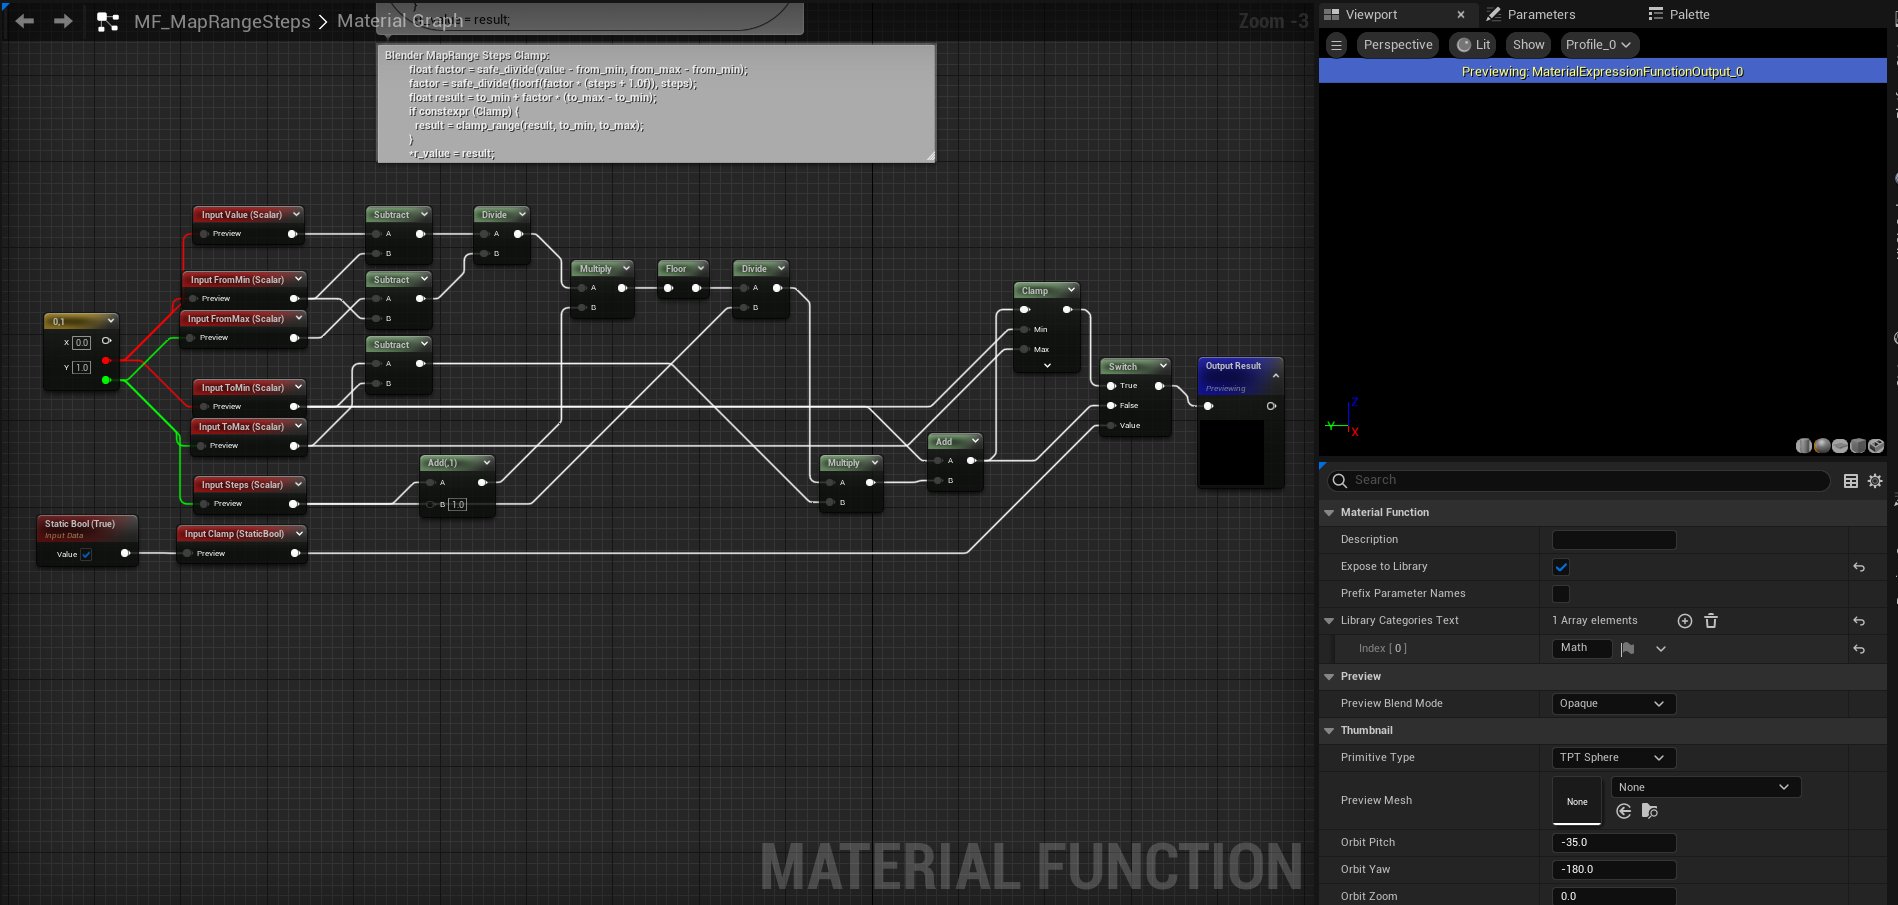 MF_MapRangeSteps > Material Graph
Zoom -3
}
*r_value = result;
Blender MapRange Steps Clamp:
float factor = safe_divide(value - from_min, from_max - from_min);
factor = safe_divide(floorf(factor * (steps + 1.0f)), steps);
float result = to_min + factor * (to_max - to_min);
if constexpr (Clamp) {
result = clamp_range(result, to_min, to_max);
}
*r_value = result;
Input Value (Scalar)
Preview
Subtract
A
B
Divide
A
B
Input FromMin (Scalar)
Preview
Subtract
A
B
Multiply
A
B
Floor
Divide
A
B
Input FromMax (Scalar)
Preview
0,1
X 0.0
Y 1.0
Subtract
A
B
Clamp
Min
Max
Switch
True
False
Value
Output Result
Previewing
Input ToMin (Scalar)
Preview
Input ToMax (Scalar)
Preview
Add
A
B
Add(,1)
A
B 1.0
Multiply
A
B
Input Steps (Scalar)
Preview
Static Bool (True)
Input Data
Value
Input Clamp (StaticBool)
Preview
MATERIAL FUNCTION
Viewport
Parameters
Palette
Perspective
Lit
Show
Profile_0
Previewing: MaterialExpressionFunctionOutput_0
Z
Y
X
Search
Material Function
Description
Expose to Library
Prefix Parameter Names
Library Categories Text
1 Array elements
Index [ 0 ]
Math
Preview
Preview Blend Mode
Opaque
Thumbnail
Primitive Type
TPT Sphere
Preview Mesh
None
None
Orbit Pitch
-35.0
Orbit Yaw
-180.0
Orbit Zoom
0.0